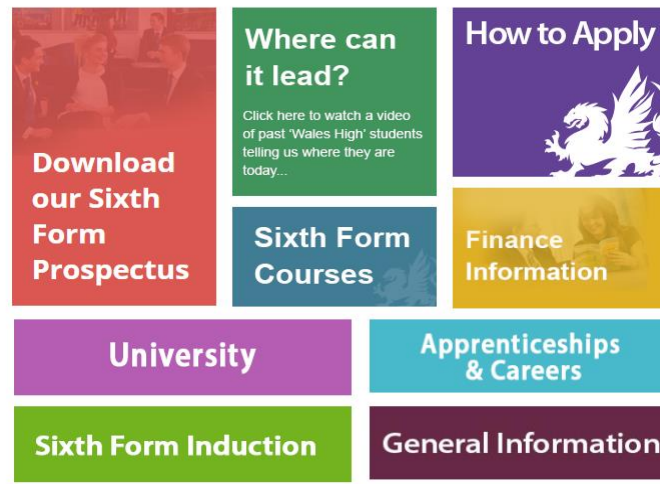 Download
our Sixth
Form
Prospectus
Where can
it lead?
Click here to watch a video
of past ‘Wales High’ students
telling us where they are
today...
How to Apply
Sixth Form
Courses
Finance
Information
University
Apprenticeships
& Careers
Sixth Form Induction
General Information